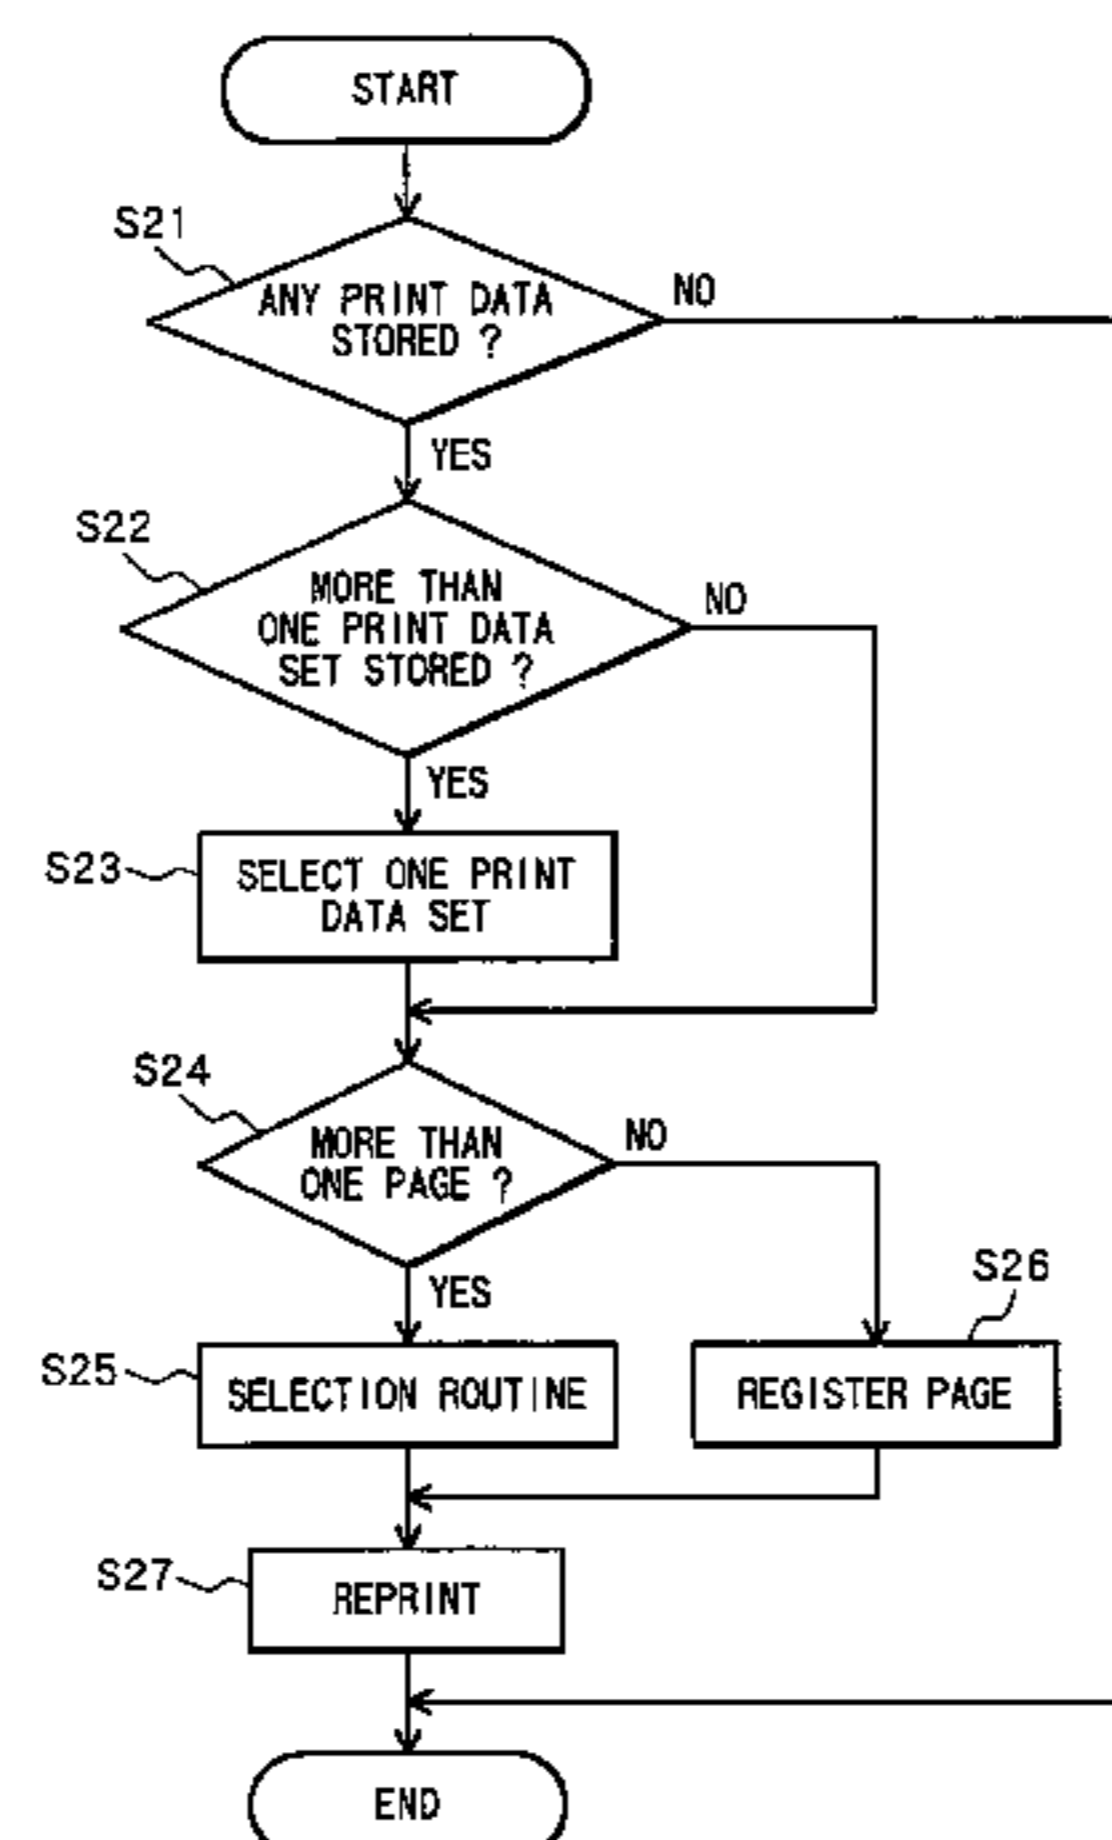 START
S21
ANY PRINT DATA
STORED ?
NO
YES
S22
MORE THAN
ONE PRINT DATA
SET STORED ?
NO
YES
S23
SELECT ONE PRINT
DATA SET
S24
MORE THAN
ONE PAGE ?
NO
YES
S26
S25
SELECTION ROUTINE
REGISTER PAGE
S27
REPRINT
END